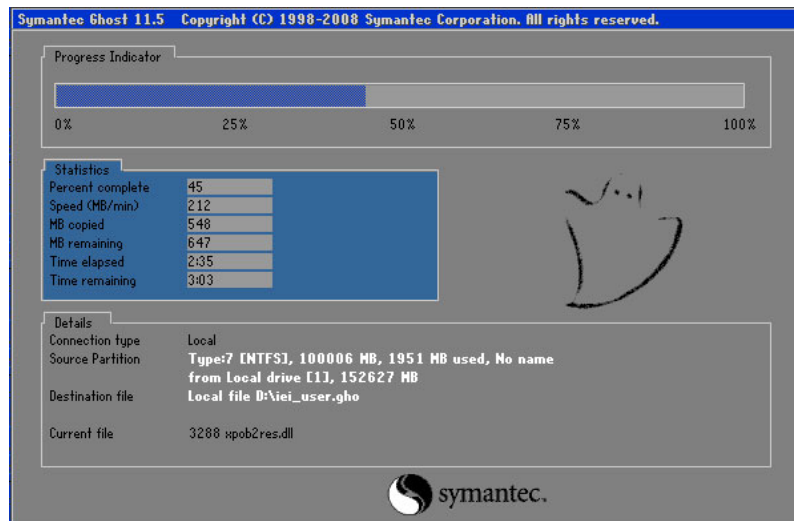 Symantec Ghost 11.5 Copyright (C) 1998-2008 Symantec Corporation. All rights reserved.
Progress Indicator
0% 25% 50% 75% 100%
Statistics
Percent complete 45
Speed (MB/min) 212
MB copied 548
MB remaining 647
Time elapsed 2:35
Time remaining 3:03
Details
Connection type Local
Source Partition Type:7 [NTFS], 100006 MB, 1951 MB used, No name
from Local drive [1], 152627 MB
Destination file Local file D:\iei_user.gho
Current file 3288 xpob2res.dll
symantec.